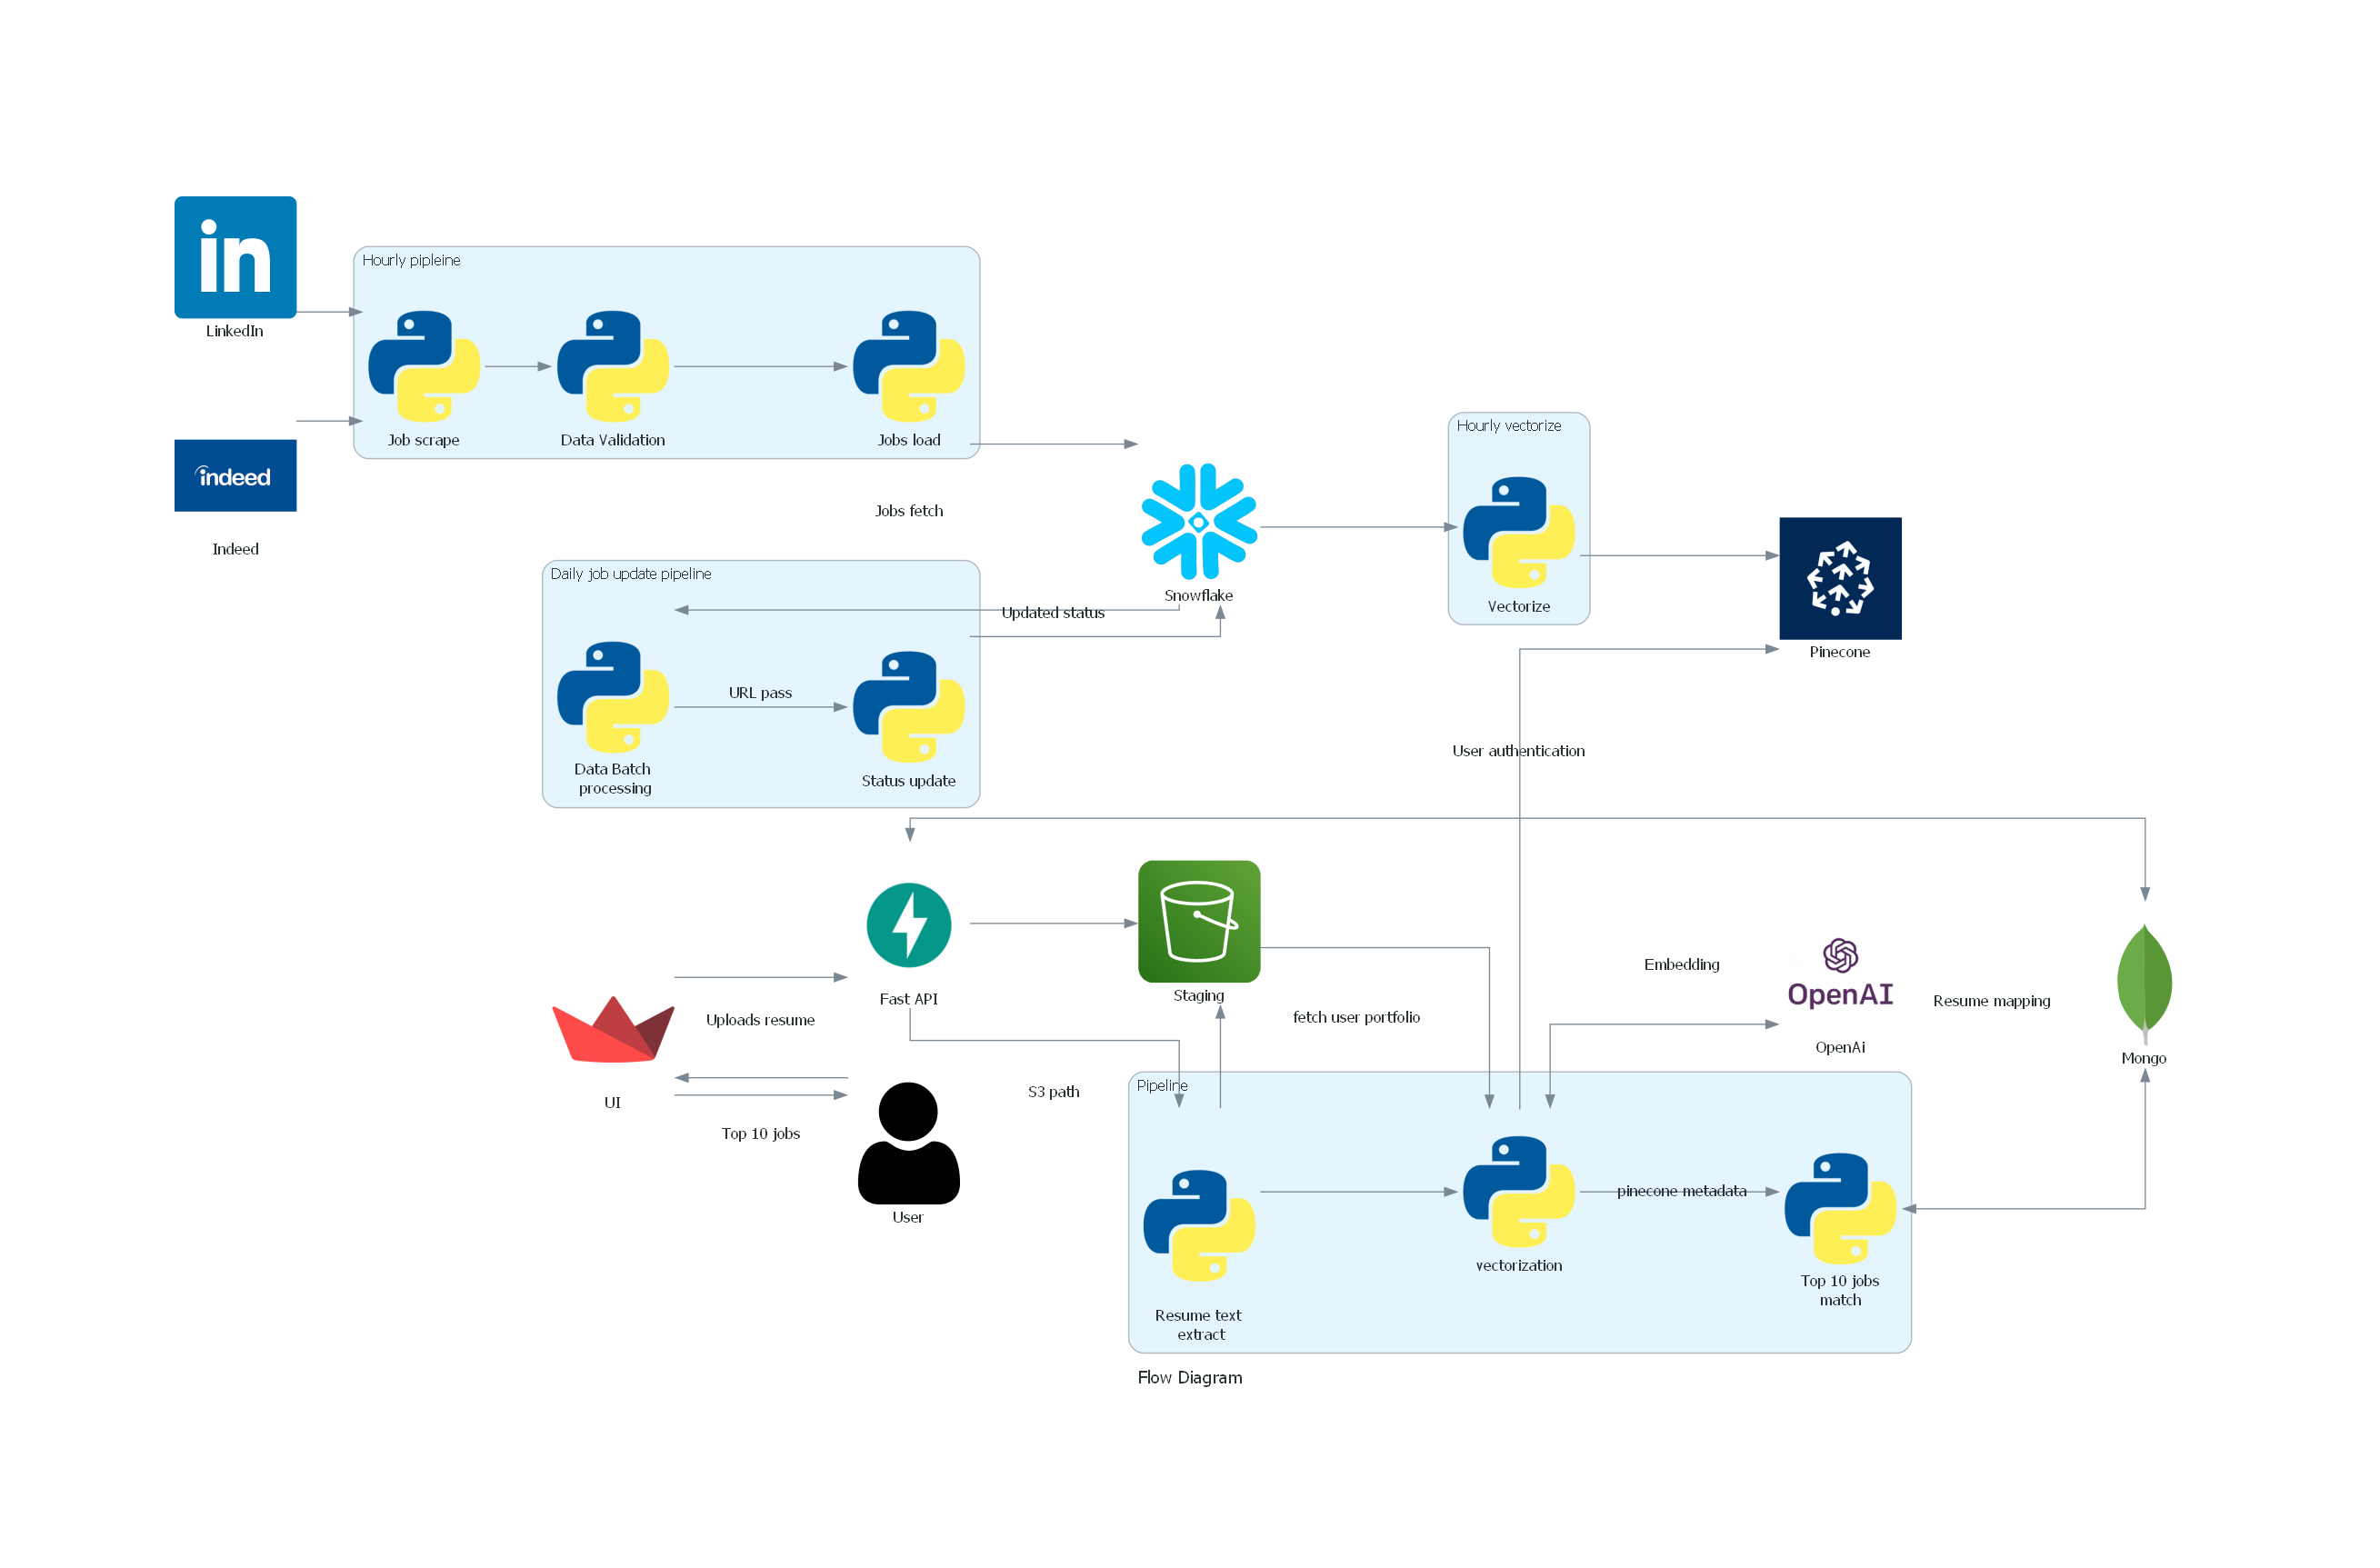 in
LinkedIn
indeed
Indeed
Hourly pipleine
Job scrape
Data Validation
Jobs load
Jobs fetch
Daily job update pipeline
Data Batch
processing
URL pass
Status update
Updated status
Snowflake
Hourly vectorize
Vectorize
Pinecone
User authentication
Fast API
Staging
UI
Uploads resume
Top 10 jobs
User
S3 path
fetch user portfolio
Embedding
OpenAI
OpenAi
Resume mapping
Mongo
Pipeline
Resume text
extract
vectorization
pinecone metadata
Top 10 jobs
match
Flow Diagram